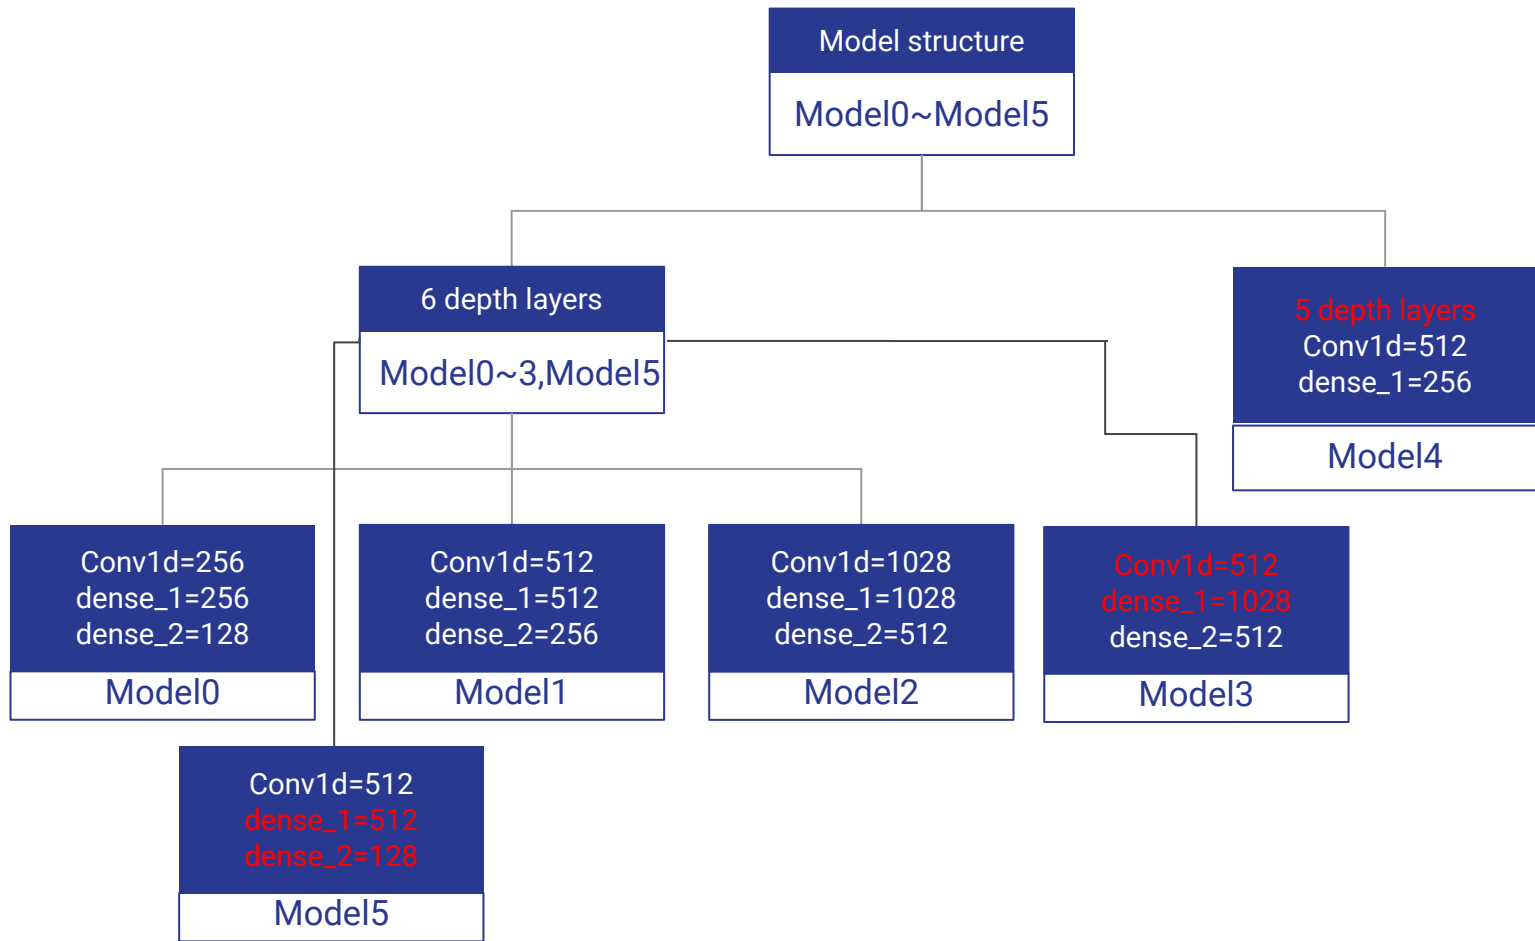 Model structure
Model0~Model5
6 depth layers
Model0~3,Model5
5 depth layers
Conv1d=512
dense_1=256
Model4
Conv1d=256
dense_1=256
dense_2=128
Model0
Conv1d=512
dense_1=512
dense_2=256
Model1
Conv1d=1028
dense_1=1028
dense_2=512
Model2
Conv1d=512
dense_1=1028
dense_2=512
Model3
Conv1d=512
dense_1=512
dense_2=128
Model5